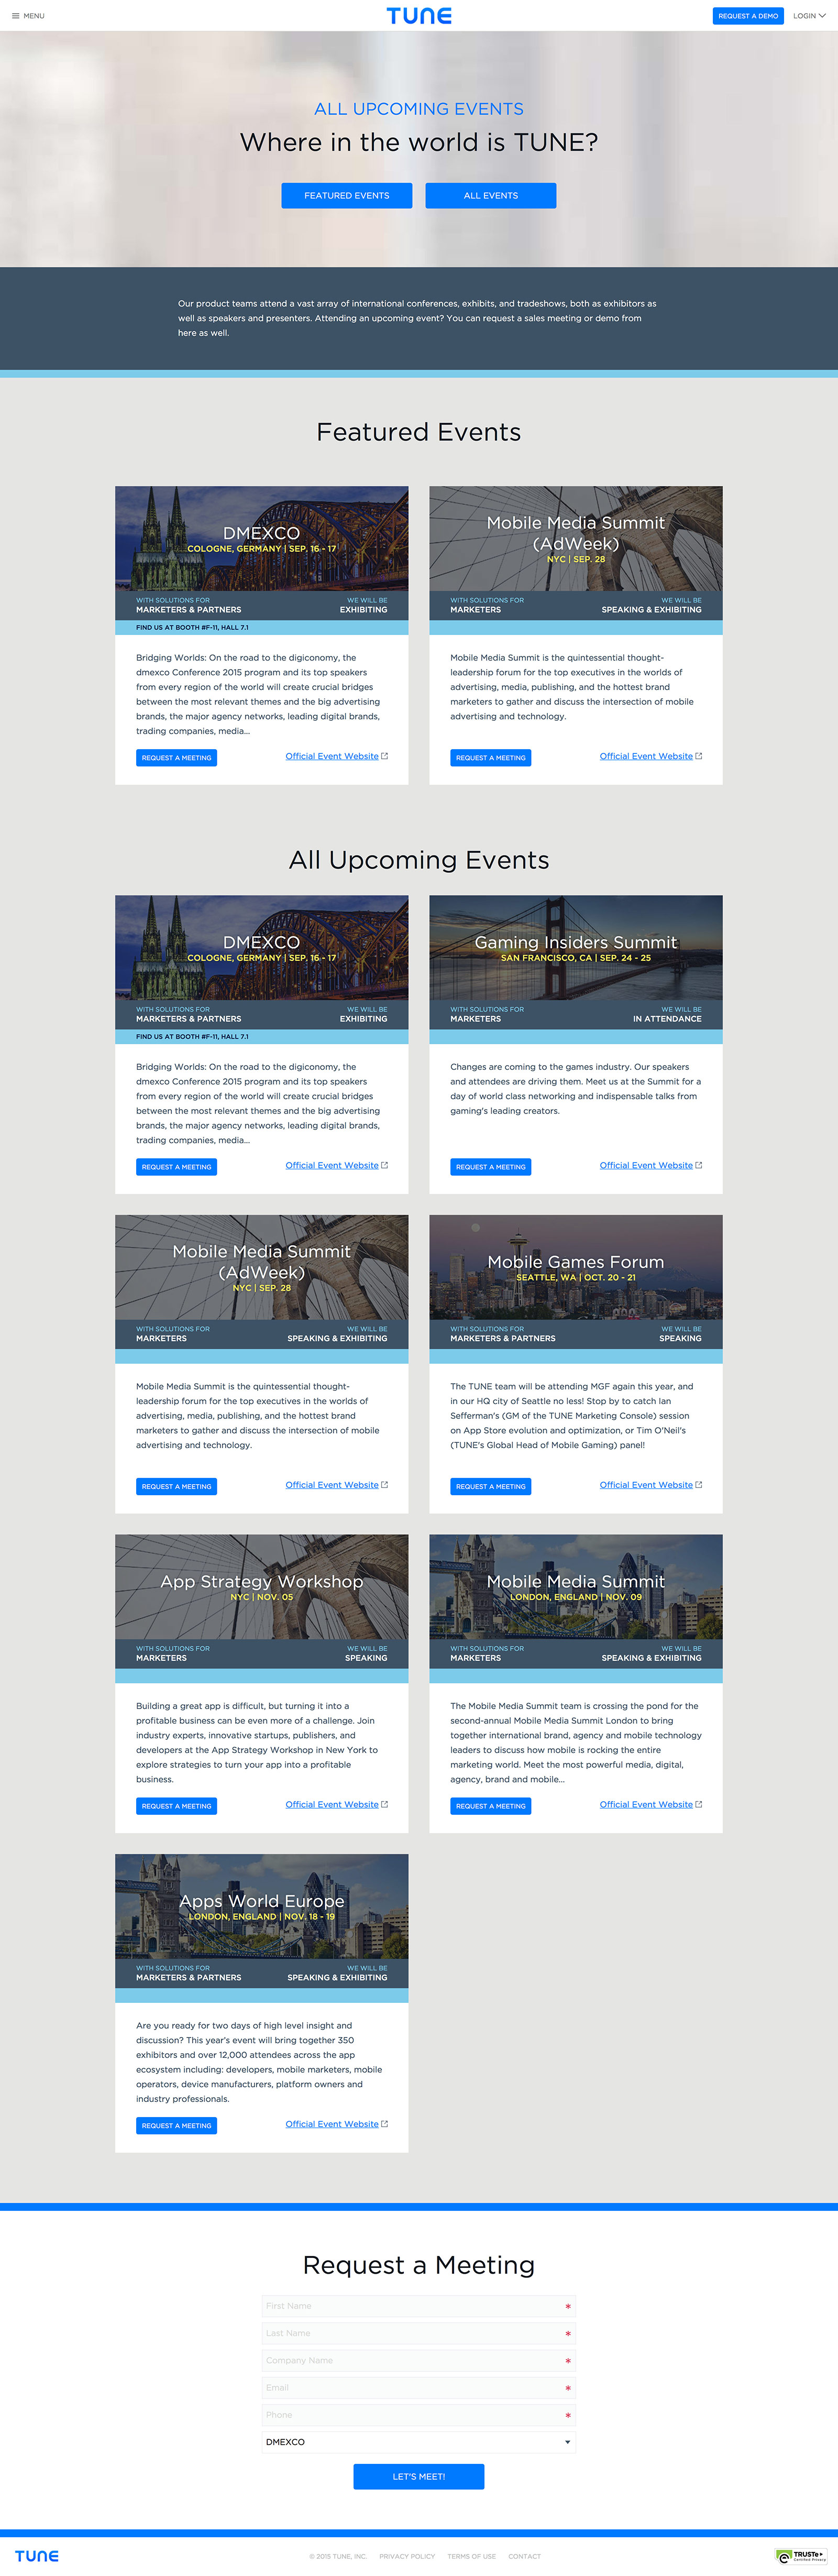 MENU
TUNE
REQUEST A DEMO
LOGIN
ALL UPCOMING EVENTS
Where in the world is TUNE?
FEATURED EVENTS
ALL EVENTS
Our product teams attend a vast array of international conferences, exhibits, and tradeshows, both as exhibitors as
well as speakers and presenters. Attending an upcoming event? You can request a sales meeting or demo from
here as well.
Featured Events
DMEXCO
COLOGNE, GERMANY | SEP. 16 - 17
WITH SOLUTIONS FOR
MARKETERS & PARTNERS
WE WILL BE
EXHIBITING
FIND US AT BOOTH #F-11, HALL 7.1
Bridging Worlds: On the road to the digiconomy, the
dmexco Conference 2015 program and its top speakers
from every region of the world will create crucial bridges
between the most relevant themes and the big advertising
brands, the major agency networks, leading digital brands,
trading companies, media...
REQUEST A MEETING
Official Event Website
Mobile Media Summit
(AdWeek)
NYC | SEP. 28
WITH SOLUTIONS FOR
MARKETERS
WE WILL BE
SPEAKING & EXHIBITING
Mobile Media Summit is the quintessential thought-
leadership forum for the top executives in the worlds of
advertising, media, publishing, and the hottest brand
marketers to gather and discuss the intersection of mobile
advertising and technology.
REQUEST A MEETING
Official Event Website
All Upcoming Events
DMEXCO
COLOGNE, GERMANY | SEP. 16 - 17
WITH SOLUTIONS FOR
MARKETERS & PARTNERS
WE WILL BE
EXHIBITING
FIND US AT BOOTH #F-11, HALL 7.1
Bridging Worlds: On the road to the digiconomy, the
dmexco Conference 2015 program and its top speakers
from every region of the world will create crucial bridges
between the most relevant themes and the big advertising
brands, the major agency networks, leading digital brands,
trading companies, media...
REQUEST A MEETING
Official Event Website
Gaming Insiders Summit
SAN FRANCISCO, CA | SEP. 24 - 25
WITH SOLUTIONS FOR
MARKETERS
WE WILL BE
IN ATTENDANCE
Changes are coming to the games industry. Our speakers
and attendees are driving them. Meet us at the Summit for a
day of world class networking and indispensable talks from
gaming's leading creators.
REQUEST A MEETING
Official Event Website
Mobile Media Summit
(AdWeek)
NYC | SEP. 28
WITH SOLUTIONS FOR
MARKETERS
WE WILL BE
SPEAKING & EXHIBITING
Mobile Media Summit is the quintessential thought-
leadership forum for the top executives in the worlds of
advertising, media, publishing, and the hottest brand
marketers to gather and discuss the intersection of mobile
advertising and technology.
REQUEST A MEETING
Official Event Website
Mobile Games Forum
SEATTLE, WA | OCT. 20 - 21
WITH SOLUTIONS FOR
MARKETERS & PARTNERS
WE WILL BE
SPEAKING
The TUNE team will be attending MGF again this year, and
in our HQ city of Seattle no less! Stop by to catch Ian
Sefferman's (GM of the TUNE Marketing Console) session
on App Store evolution and optimization, or Tim O'Neil's
(TUNE's Global Head of Mobile Gaming) panel!
REQUEST A MEETING
Official Event Website
App Strategy Workshop
NYC | NOV. 05
WITH SOLUTIONS FOR
MARKETERS
WE WILL BE
SPEAKING
Building a great app is difficult, but turning it into a
profitable business can be even more of a challenge. Join
industry experts, innovative startups, publishers, and
developers at the App Strategy Workshop in New York to
explore strategies to turn your app into a profitable
business.
REQUEST A MEETING
Official Event Website
Mobile Media Summit
LONDON, ENGLAND | NOV. 09
WITH SOLUTIONS FOR
MARKETERS
WE WILL BE
SPEAKING & EXHIBITING
The Mobile Media Summit team is crossing the pond for the
second-annual Mobile Media Summit London to bring
together international brand, agency and mobile technology
leaders to discuss how mobile is rocking the entire
marketing world. Meet the most powerful media, digital,
agency, brand and mobile...
REQUEST A MEETING
Official Event Website
Apps World Europe
LONDON, ENGLAND | NOV. 18 - 19
WITH SOLUTIONS FOR
MARKETERS & PARTNERS
WE WILL BE
SPEAKING & EXHIBITING
Are you ready for two days of high level insight and
discussion? This year's event will bring together 350
exhibitors and over 12,000 attendees across the app
ecosystem including: developers, mobile marketers, mobile
operators, device manufacturers, platform owners and
industry professionals.
REQUEST A MEETING
Official Event Website
Request a Meeting
First Name *
Last Name *
Company Name *
Email *
Phone *
DMEXCO
LET'S MEET!
TUNE
© 2015 TUNE, INC.
PRIVACY POLICY
TERMS OF USE
CONTACT
TRUSTe
Certified Privacy